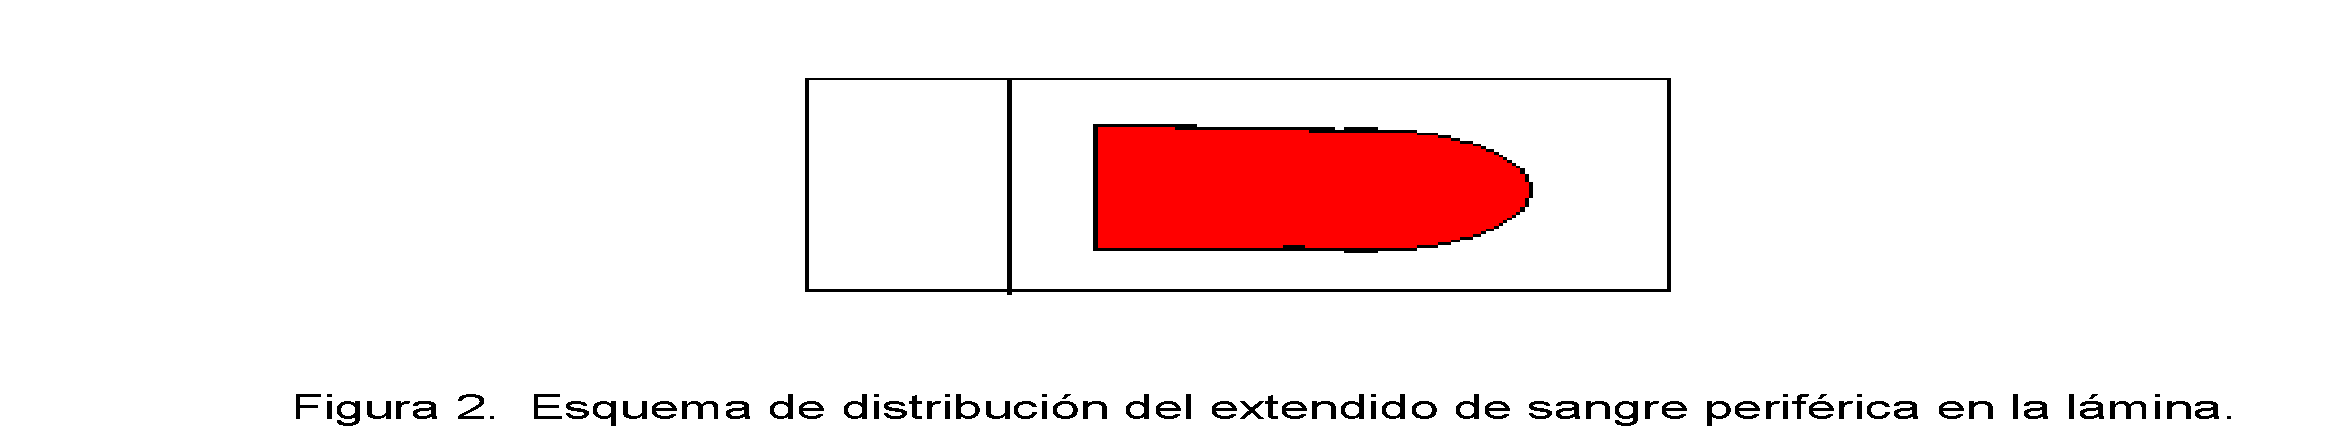 Figura 2.  Esquema de distribución del extendido de sangre periférica en la lámina.